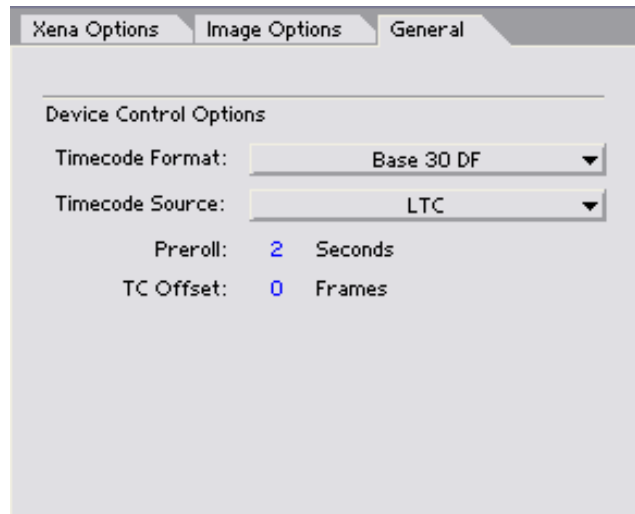 Xena Options Image Options General
Device Control Options
Timecode Format: Base 30 DF
Timecode Source: LTC
Preroll: 2 Seconds
TC Offset: 0 Frames